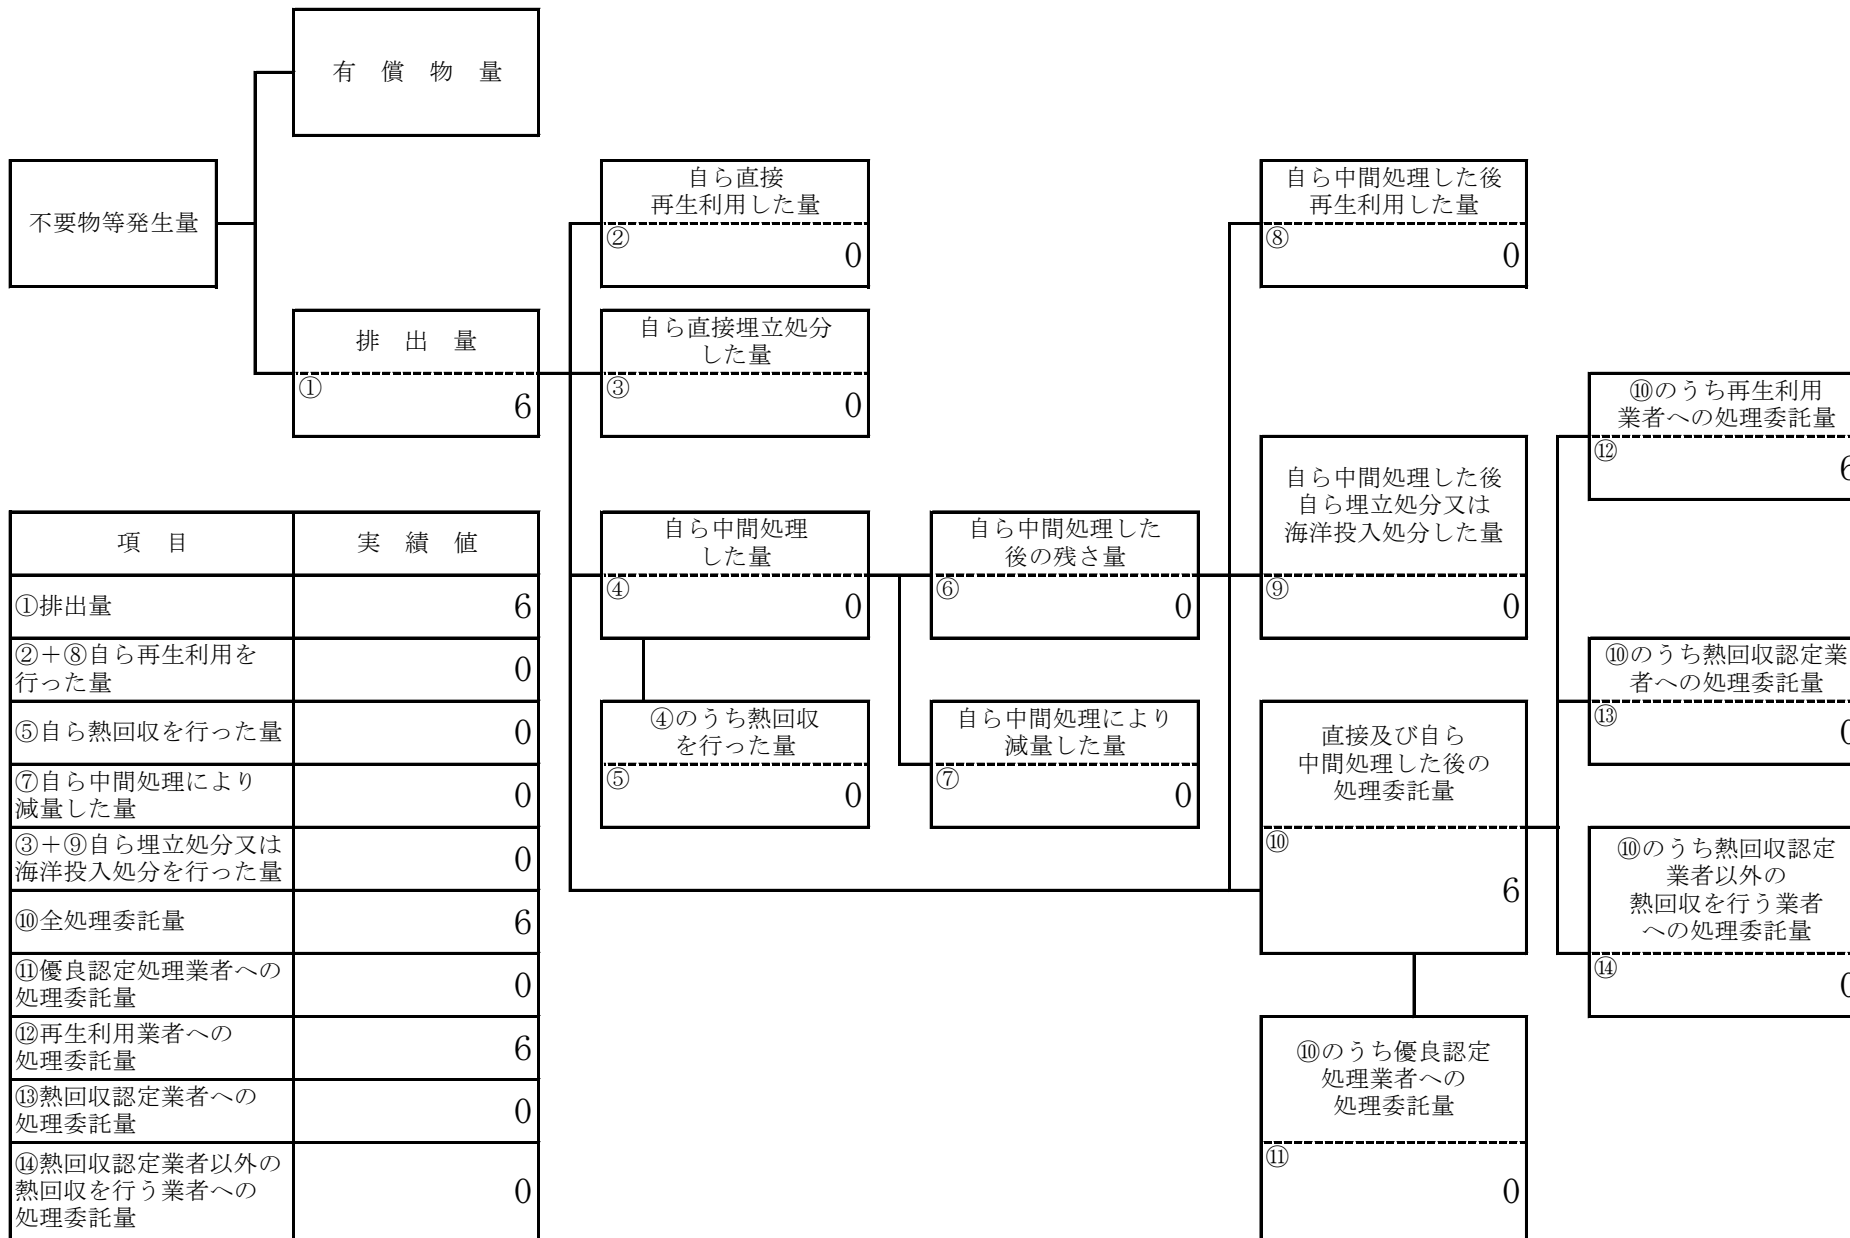 有 償 物 量
不要物等発生量
排 出 量
①
6
自ら直接
再生利用した量
②
0
自ら直接埋立処分
した量
③
0
自ら中間処理
した量
④
0
④のうち熱回収
を行った量
⑤
0
自ら中間処理した
後の残さ量
⑥
0
自ら中間処理により
減量した量
⑦
0
自ら中間処理した後
再生利用した量
⑧
0
自ら中間処理した後
自ら埋立処分又は
海洋投入処分した量
⑨
0
直接及び自ら
中間処理した後の
処理委託量
⑩
6
⑩のうち優良認定
処理業者への
処理委託量
⑪
0
⑩のうち再生利用
業者への処理委託量
⑫
6
⑩のうち熱回収認定業
者への処理委託量
⑬
0
⑩のうち熱回収認定
業者以外の
熱回収を行う業者
への処理委託量
⑭
0
項 目 実 績 値
①排出量 6
②+⑧自ら再生利用を
行った量 0
⑤自ら熱回収を行った量 0
⑦自ら中間処理により
減量した量 0
③+⑨自ら埋立処分又は
海洋投入処分を行った量 0
⑩全処理委託量 6
⑪優良認定処理業者への
処理委託量 0
⑫再生利用業者への
処理委託量 6
⑬熱回収認定業者への
処理委託量 0
⑭熱回収認定業者以外の
熱回収を行う業者への
処理委託量 0